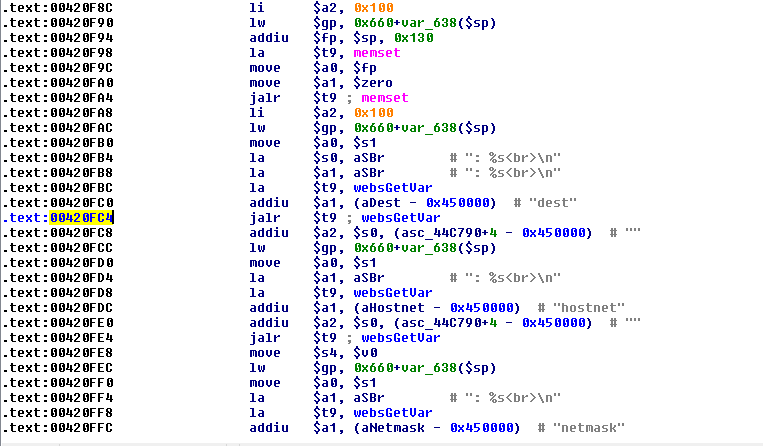 .text:00420F8C li $a2, 0x100
.text:00420F90 lw $gp, 0x660+var_638($sp)
.text:00420F94 addiu $fp, $sp, 0x130
.text:00420F98 la $t9, memset
.text:00420F9C move $a0, $fp
.text:00420FA0 move $a1, $zero
.text:00420FA4 jalr $t9 ; memset
.text:00420FA8 li $a2, 0x100
.text:00420FAC lw $gp, 0x660+var_638($sp)
.text:00420FB0 move $a0, $s1
.text:00420FB4 la $s0, aSBr # ": %s<br>\n"
.text:00420FB8 la $a1, aSBr # ": %s<br>\n"
.text:00420FBC la $t9, websGetVar
.text:00420FC0 addiu $a1, (aDest - 0x450000) # "dest"
.text:00420FC4 jalr $t9 ; websGetVar
.text:00420FC8 addiu $a2, $s0, (asc_44C790+4 - 0x450000) # ""
.text:00420FCC lw $gp, 0x660+var_638($sp)
.text:00420FD0 move $a0, $s1
.text:00420FD4 la $a1, aSBr # ": %s<br>\n"
.text:00420FD8 la $t9, websGetVar
.text:00420FDC addiu $a1, (aHostnet - 0x450000) # "hostnet"
.text:00420FE0 addiu $a2, $s0, (asc_44C790+4 - 0x450000) # ""
.text:00420FE4 jalr $t9 ; websGetVar
.text:00420FE8 move $s4, $v0
.text:00420FEC lw $gp, 0x660+var_638($sp)
.text:00420FF0 move $a0, $s1
.text:00420FF4 la $a1, aSBr # ": %s<br>\n"
.text:00420FF8 la $t9, websGetVar
.text:00420FFC addiu $a1, (aNetmask - 0x450000) # "netmask"